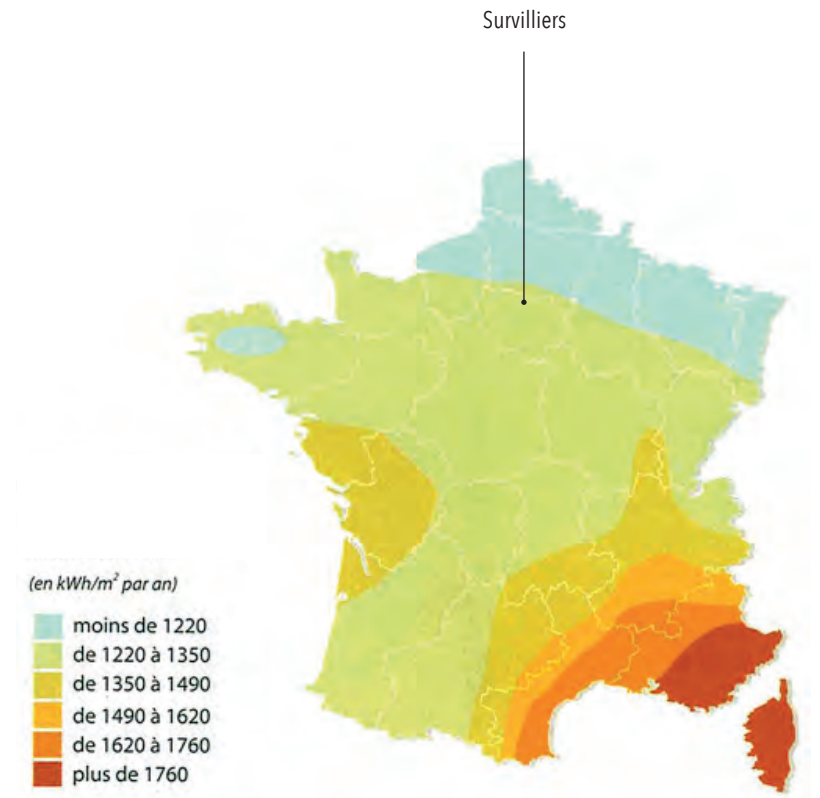 Survilliers
(en kWh/m² par an)
moins de 1220
de 1220 à 1350
de 1350 à 1490
de 1490 à 1620
de 1620 à 1760
plus de 1760